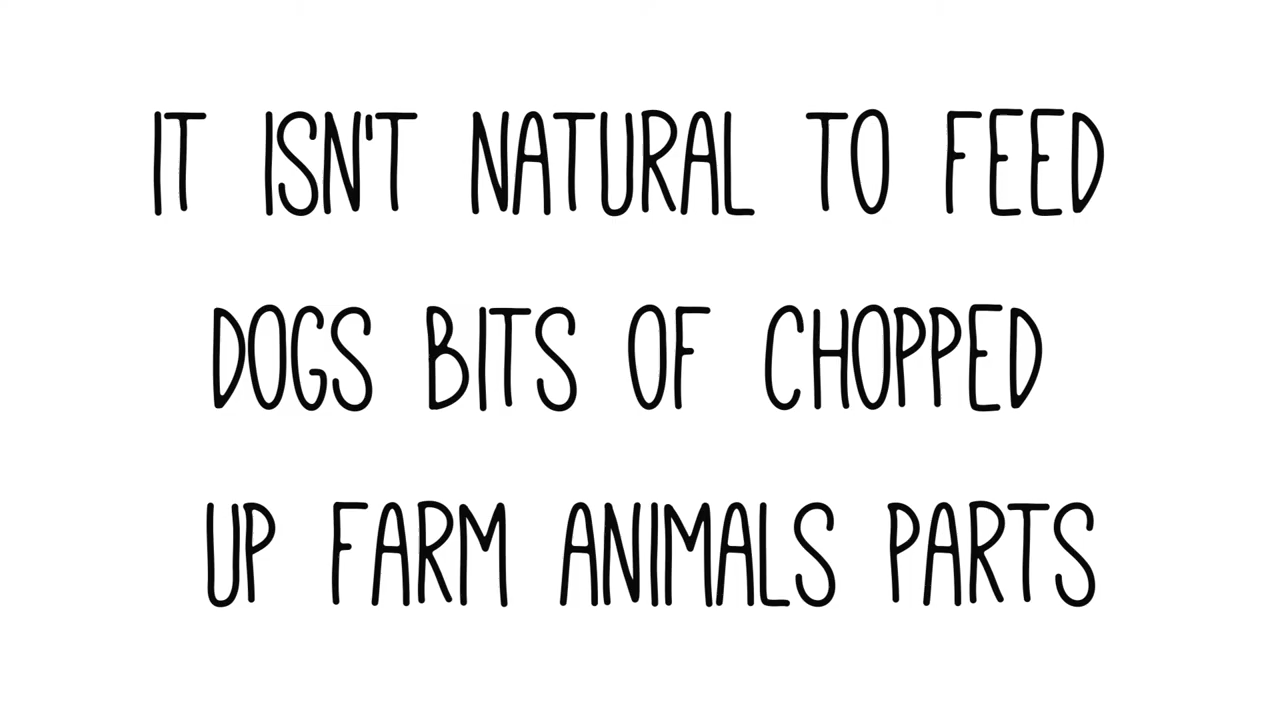 IT ISN'T NATURAL TO FEED
DOGS BITS OF CHOPPED
UP FARM ANIMALS PARTS